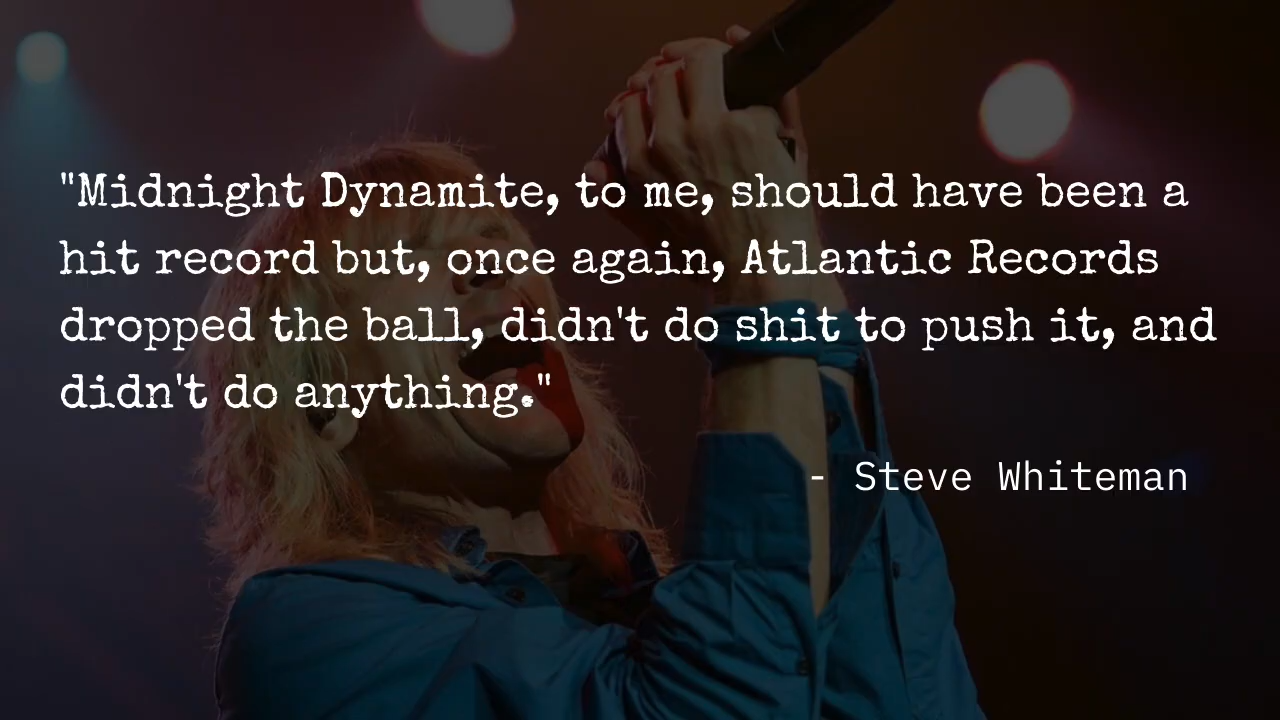 "Midnight Dynamite, to me, should have been a
hit record but, once again, Atlantic Records
dropped the ball, didn't do shit to push it, and
didn't do anything."
- Steve Whiteman